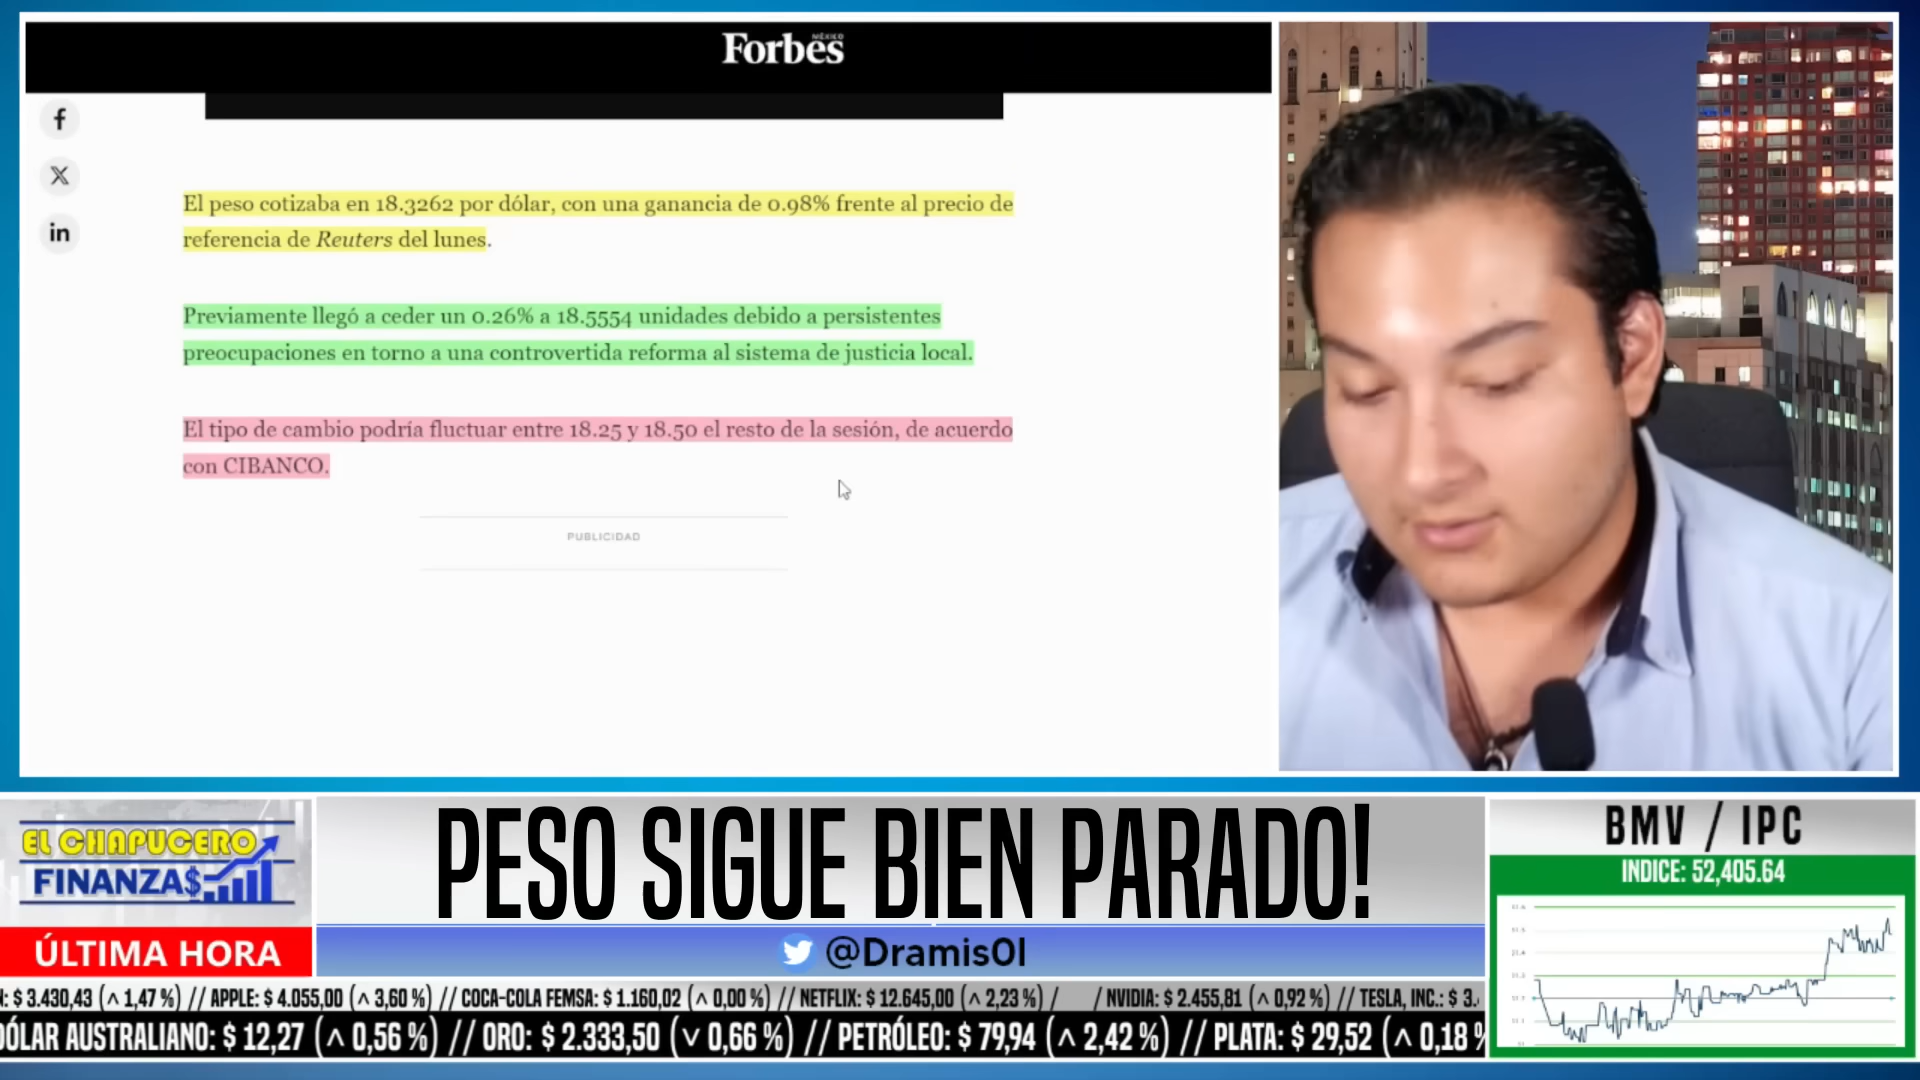 Forbes
MÉXICO
El peso cotizaba en 18.3262 por dólar, con una ganancia de 0.98% frente al precio de
referencia de Reuters del lunes.
Previamente llegó a ceder un 0.26% a 18.5554 unidades debido a persistentes
preocupaciones en torno a una controvertida reforma al sistema de justicia local.
El tipo de cambio podría fluctuar entre 18.25 y 18.50 el resto de la sesión, de acuerdo
con CIBANCO.
PUBLICIDAD
EL CHAPUCERO
FINANZA$
ÚLTIMA HORA
PESO SIGUE BIEN PARADO!
@Dramis01
BMV / IPC
INDICE: 52,405.64
: $ 3.430,43 (^ 1,47 %) // APPLE: $ 4.055,00 (^ 3,60 %) // COCA-COLA FEMSA: $ 1.160,02 (^ 0,00 %) // NETFLIX: $ 12.645,00 (^ 2,23 %) / / NVIDIA: $ 2.455,81 (^ 0,92 %) // TESLA, INC.: $ 3.
DÓLAR AUSTRALIANO: $ 12,27 (^ 0,56 %) // ORO: $ 2.333,50 (v 0,66 %) // PETRÓLEO: $ 79,94 (^ 2,42 %) // PLATA: $ 29,52 (^ 0,18 %